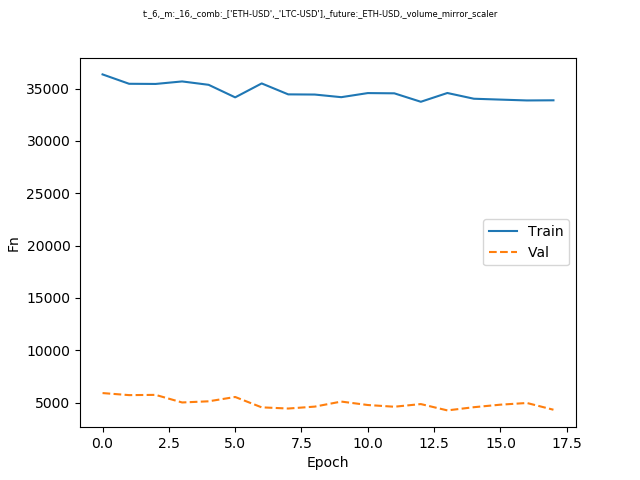 t:_6,_m:_16,_comb:_['ETH-USD',_'LTC-USD'],_future:_ETH-USD,_volume_mirror_scaler
35000
30000
25000
20000
15000
10000
5000
Fn
Train
Val
0.0 2.5 5.0 7.5 10.0 12.5 15.0 17.5
Epoch